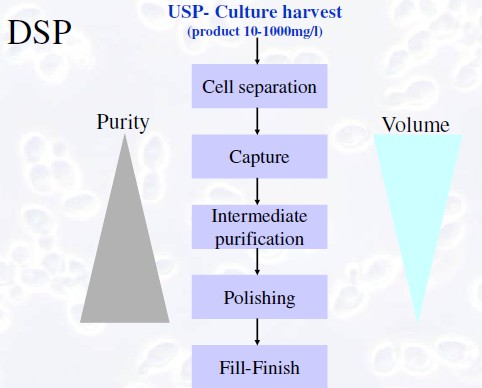 DSP
USP- Culture harvest
(product 10-1000mg/l)
Cell separation
Purity
Volume
Capture
Intermediate
purification
Polishing
Fill-Finish